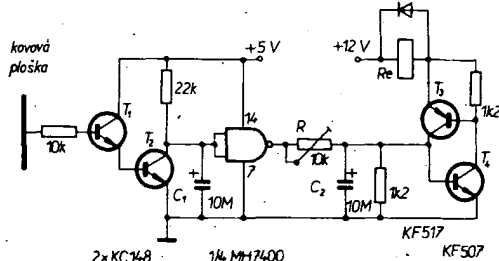 kovová
ploška
10k
T₁
T₂
22k
+5 V
C₁
10M
14
7
R
10k
C₂
10M
1k2
+12 V
Re
T₃
T₄
1k2
2×KC148
1/4 MH7400
KF517
KF507